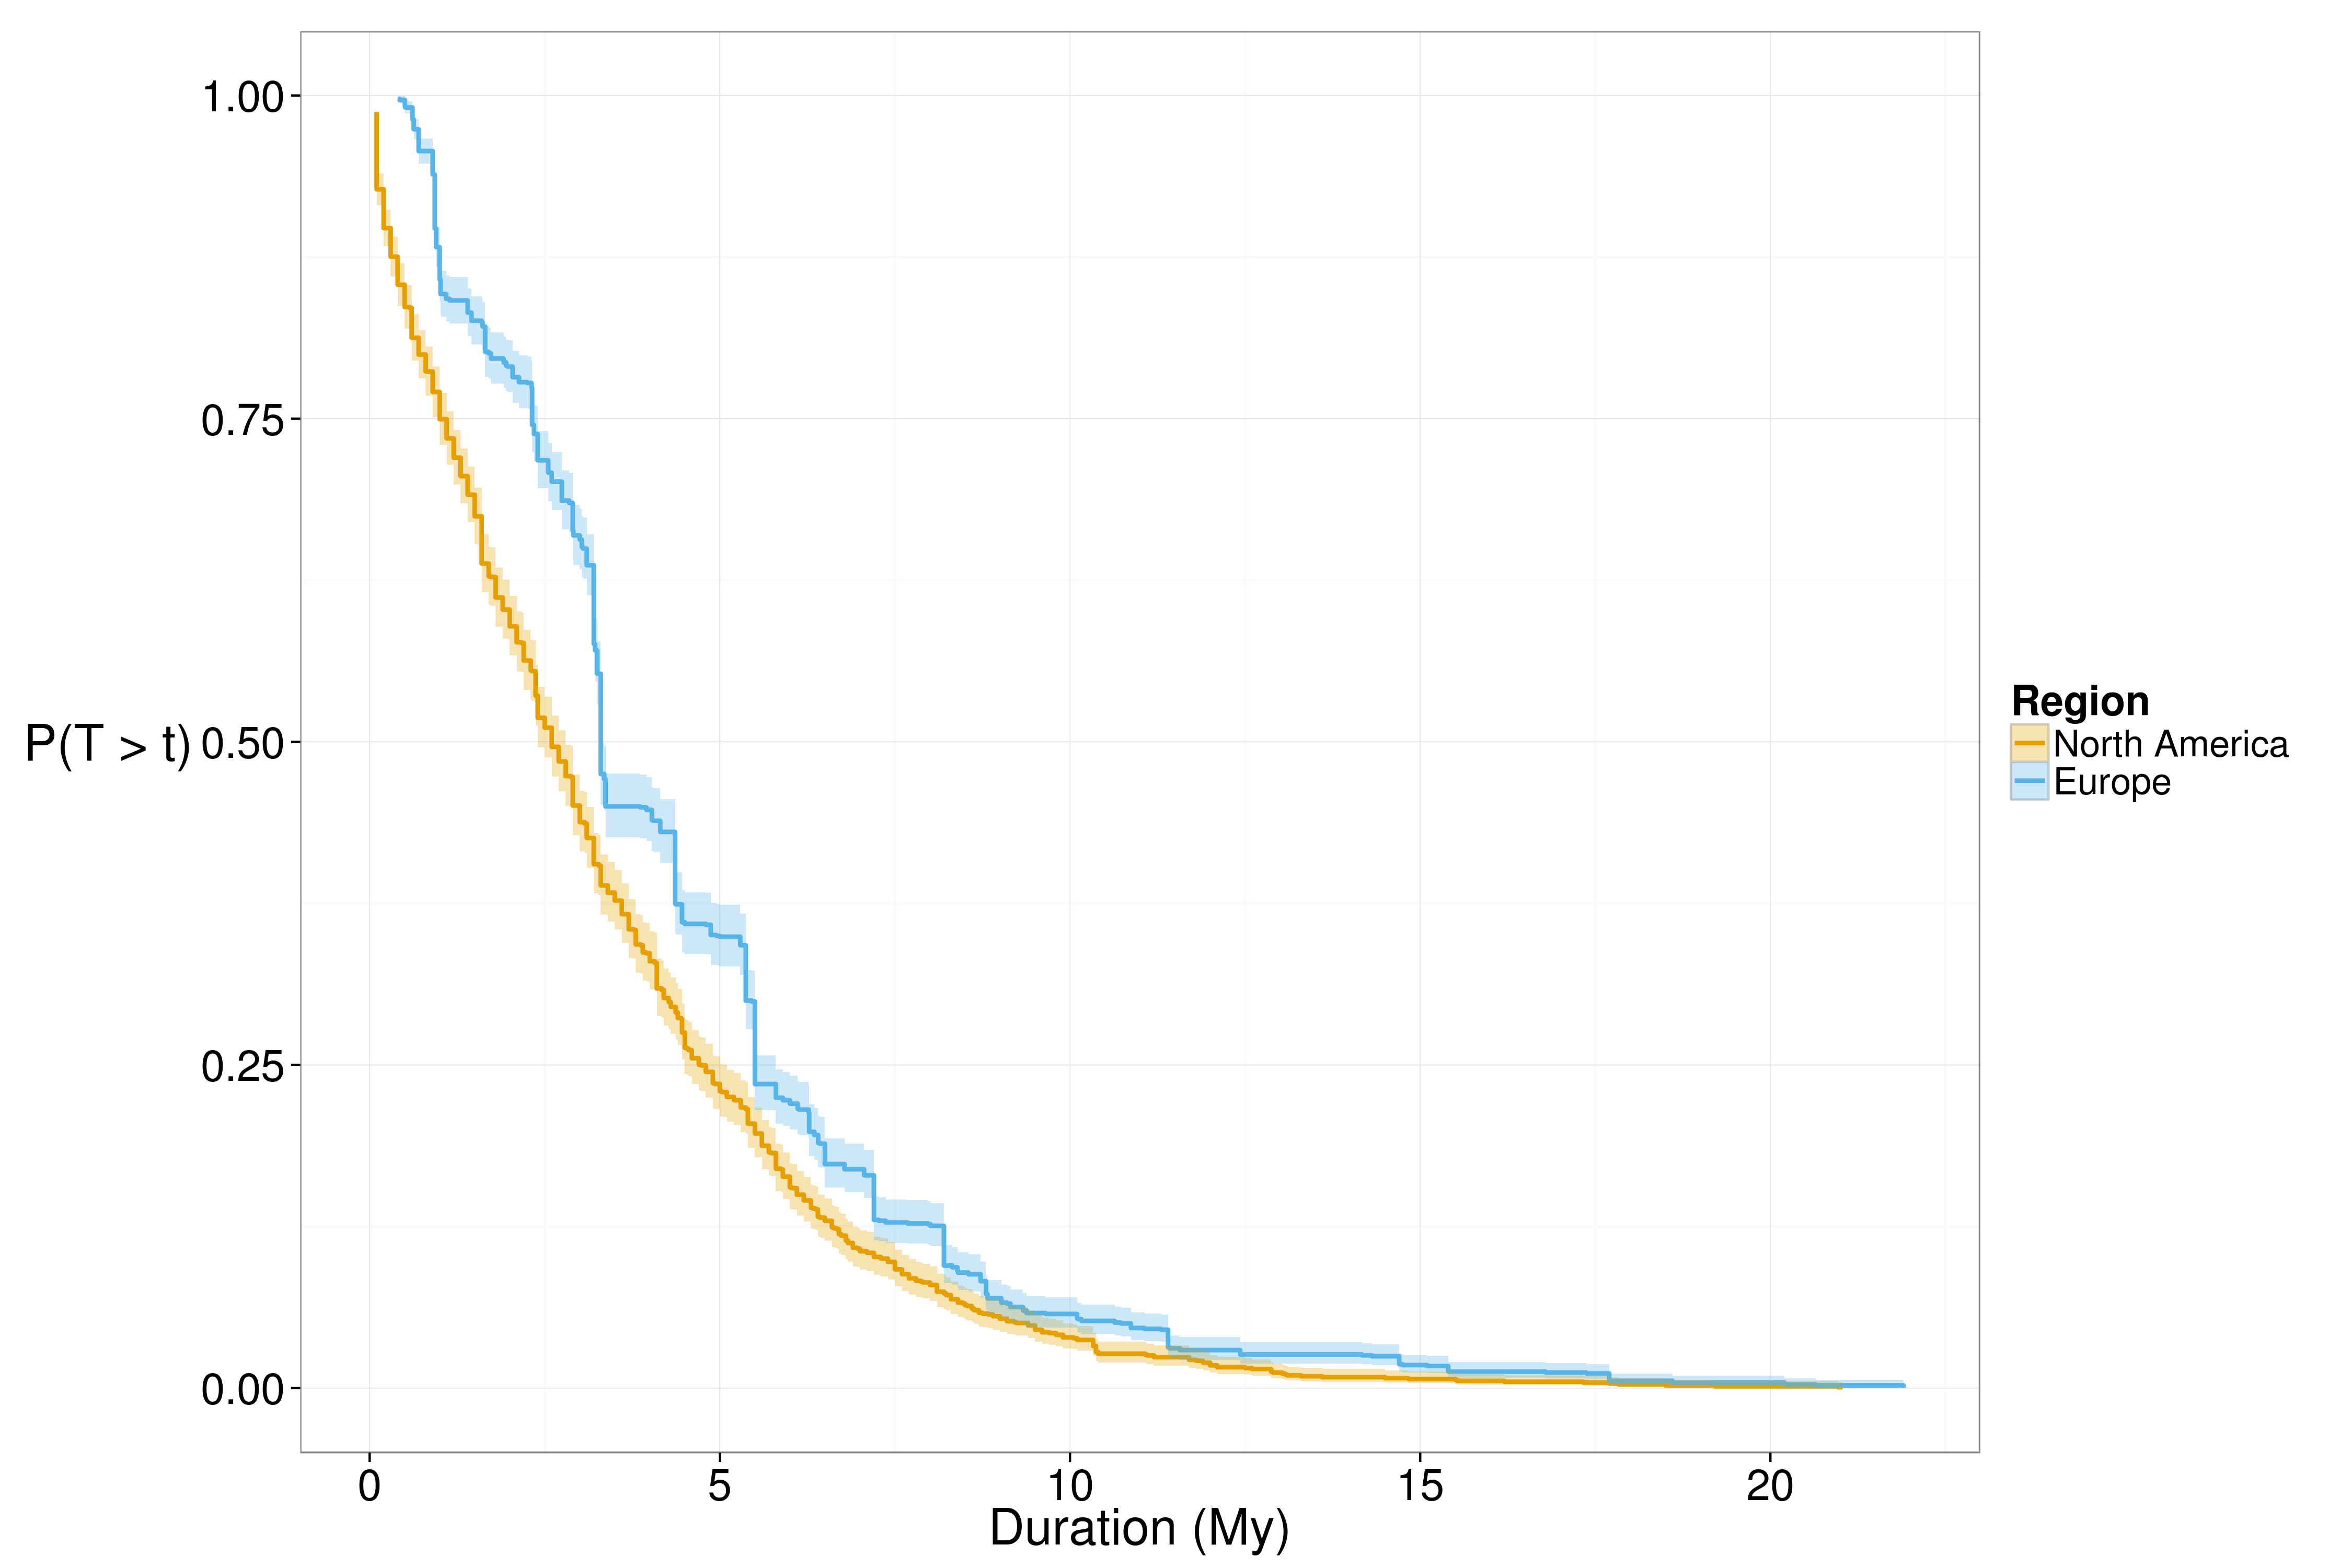 1.00
0.75
P(T > t)
0.50
0.25
0.00
0
5
10
15
20
Duration (My)
Region
North America
Europe